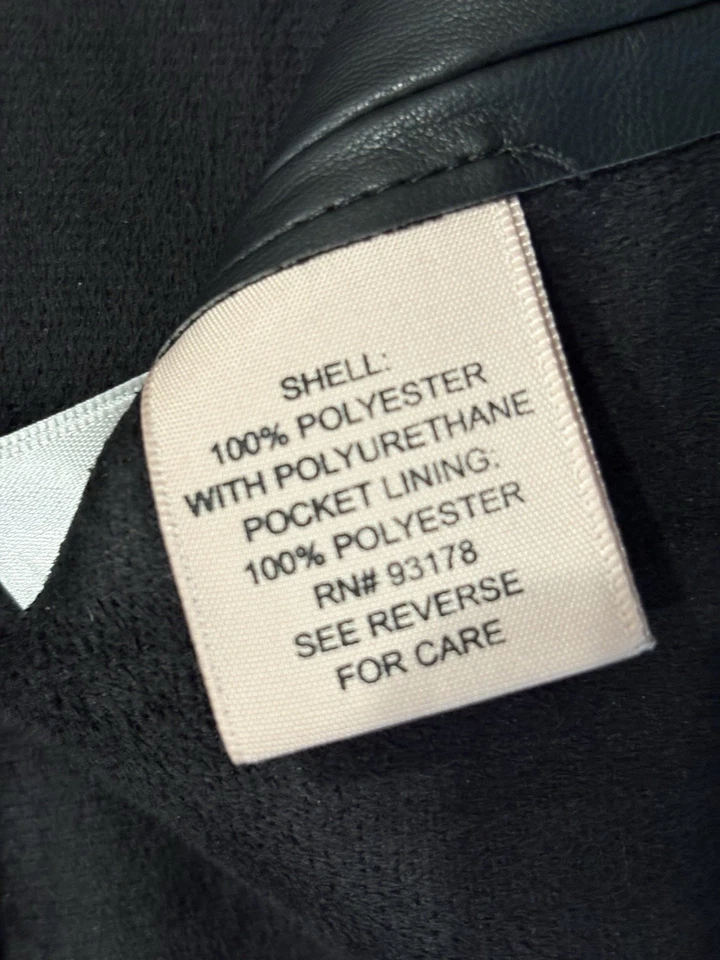 SHELL:
100% POLYESTER
WITH POLYURETHANE
POCKET LINING:
100% POLYESTER
RN# 93178
SEE REVERSE
FOR CARE